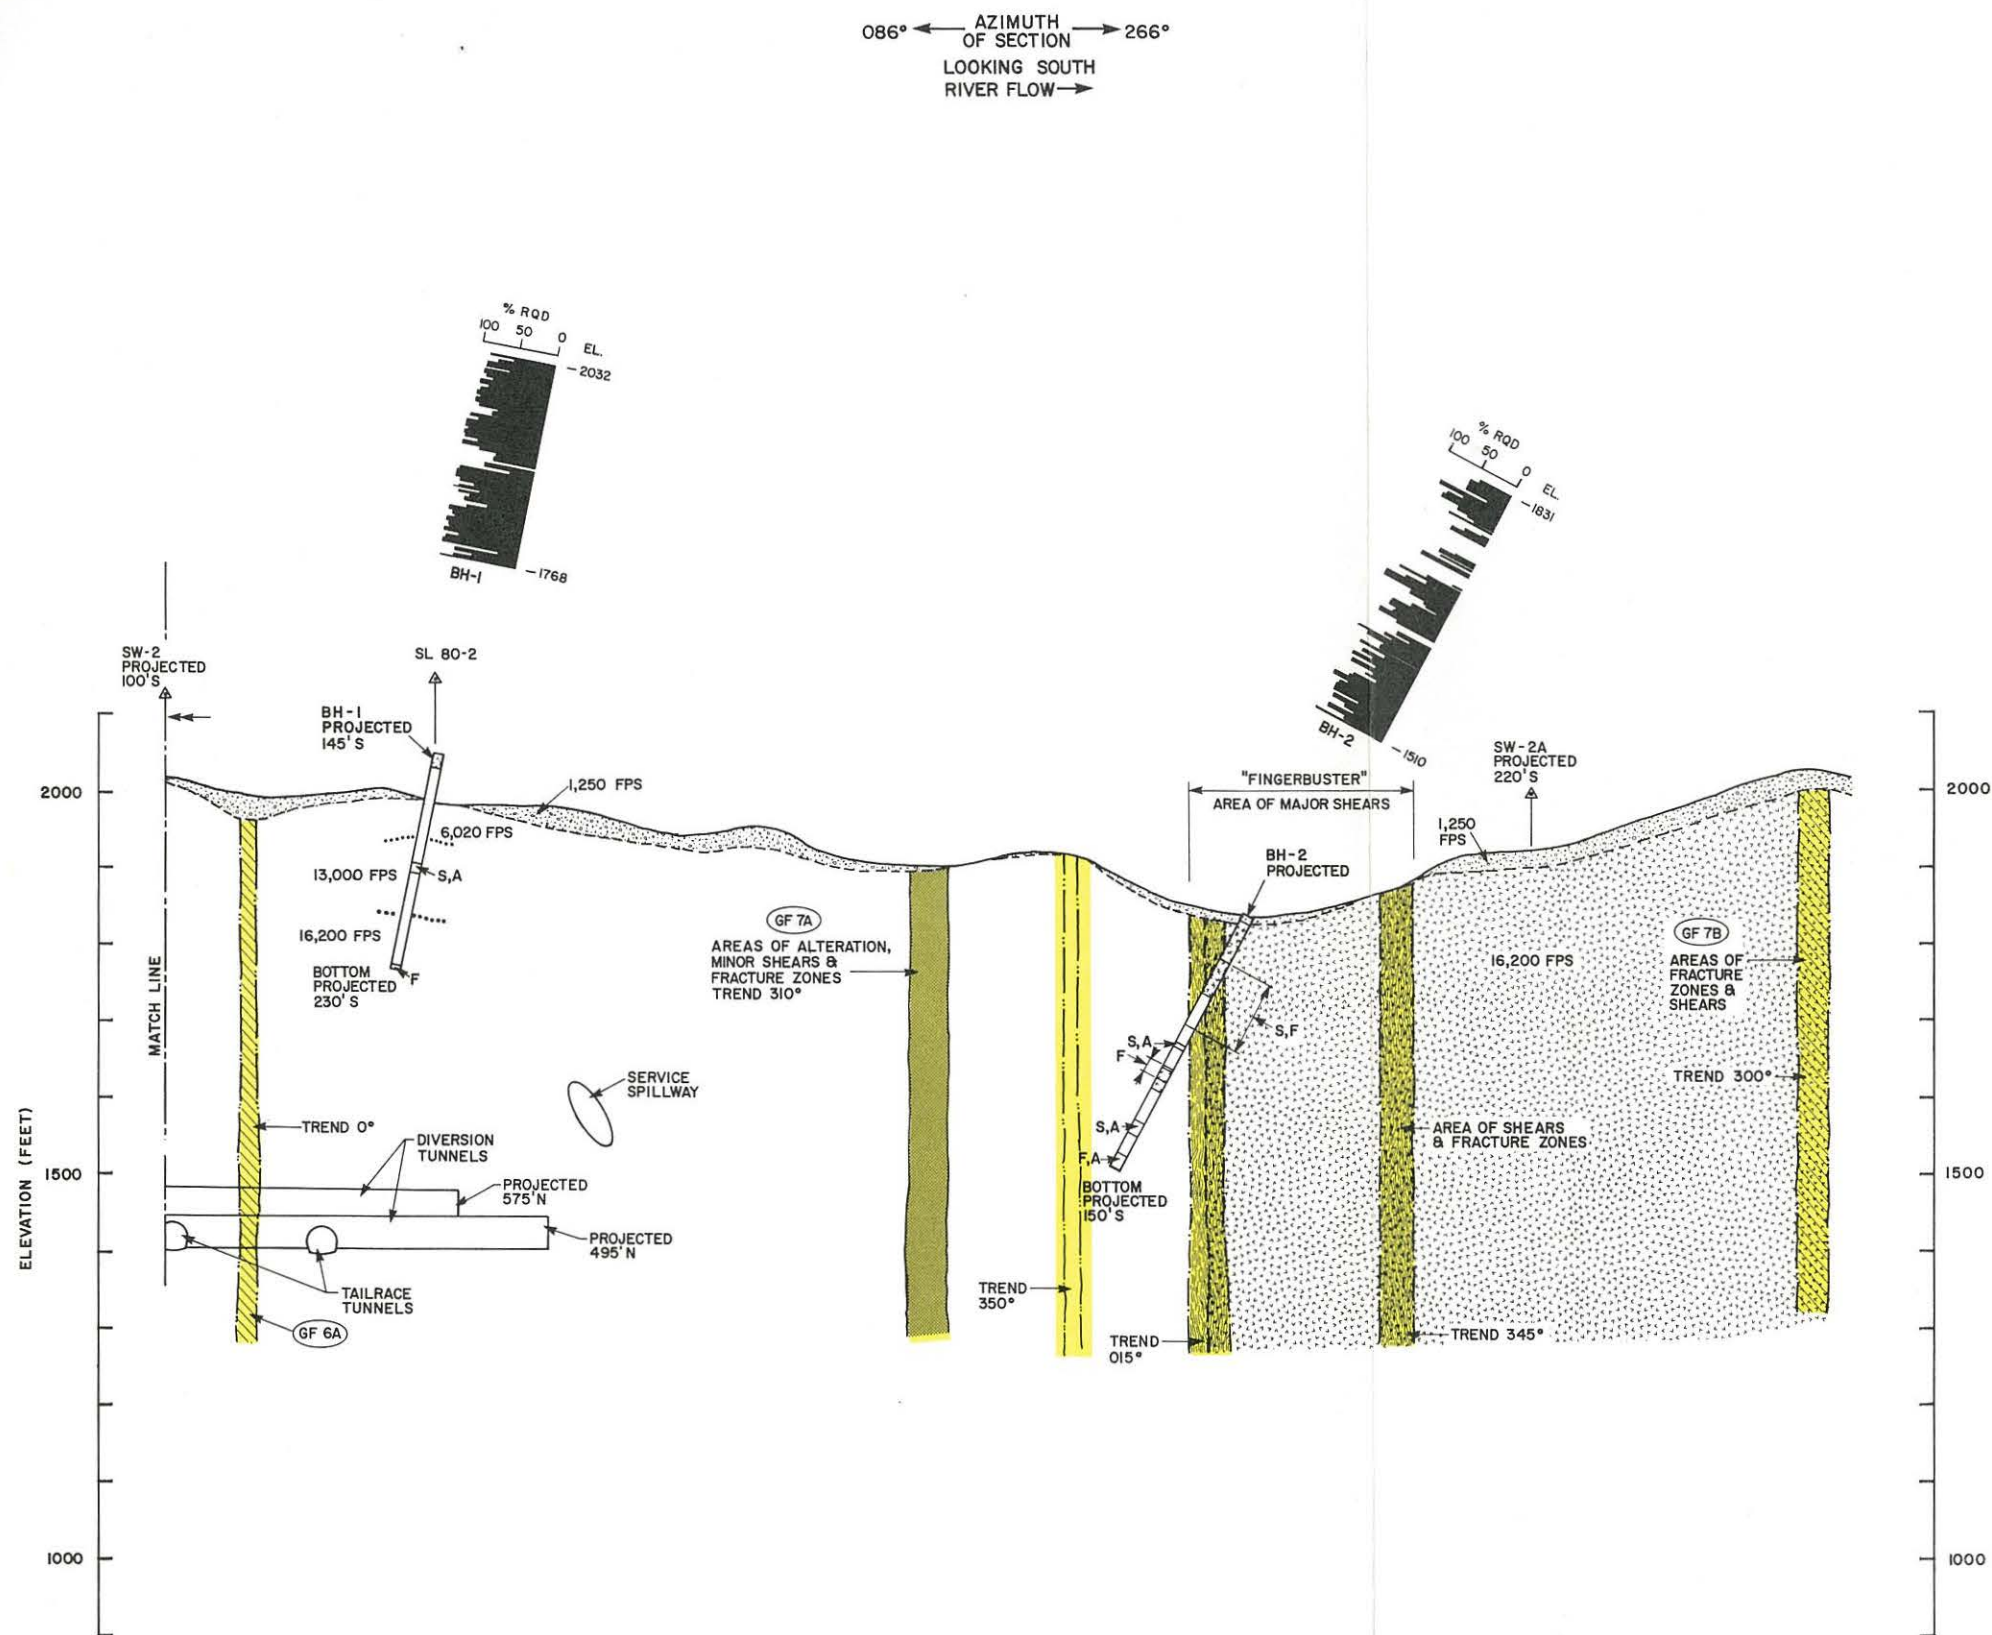 AZIMUTH
086° 266°
OF SECTION
LOOKING SOUTH
RIVER FLOW
% RQD
100 50 0
EL.
2032
1768
BH-1
% RQD
100 50 0
EL.
1831
1510
BH-2
SW-2
PROJECTED
100'S
SL 80-2
BH-1
PROJECTED
145'S
2000
1,250 FPS
6,020 FPS
13,000 FPS
S,A
16,200 FPS
BOTTOM
PROJECTED
230'S
F
MATCH LINE
GF 7A
AREAS OF ALTERATION,
MINOR SHEARS &
FRACTURE ZONES
TREND 310°
"FINGERBUSTER"
AREA OF MAJOR SHEARS
SW-2A
PROJECTED
220'S
2000
1,250
FPS
BH-2
PROJECTED
GF 7B
AREAS OF
FRACTURE
ZONES &
SHEARS
16,200 FPS
S,F
S,A
F
TREND 300°
SERVICE
SPILLWAY
TREND 0°
DIVERSION
TUNNELS
S,A
AREA OF SHEARS
& FRACTURE ZONES
F,A
ELEVATION (FEET)
1500
1500
PROJECTED
575'N
BOTTOM
PROJECTED
150'S
PROJECTED
495'N
TAILRACE
TUNNELS
TREND
350°
GF 6A
TREND
015°
TREND 345°
1000
1000